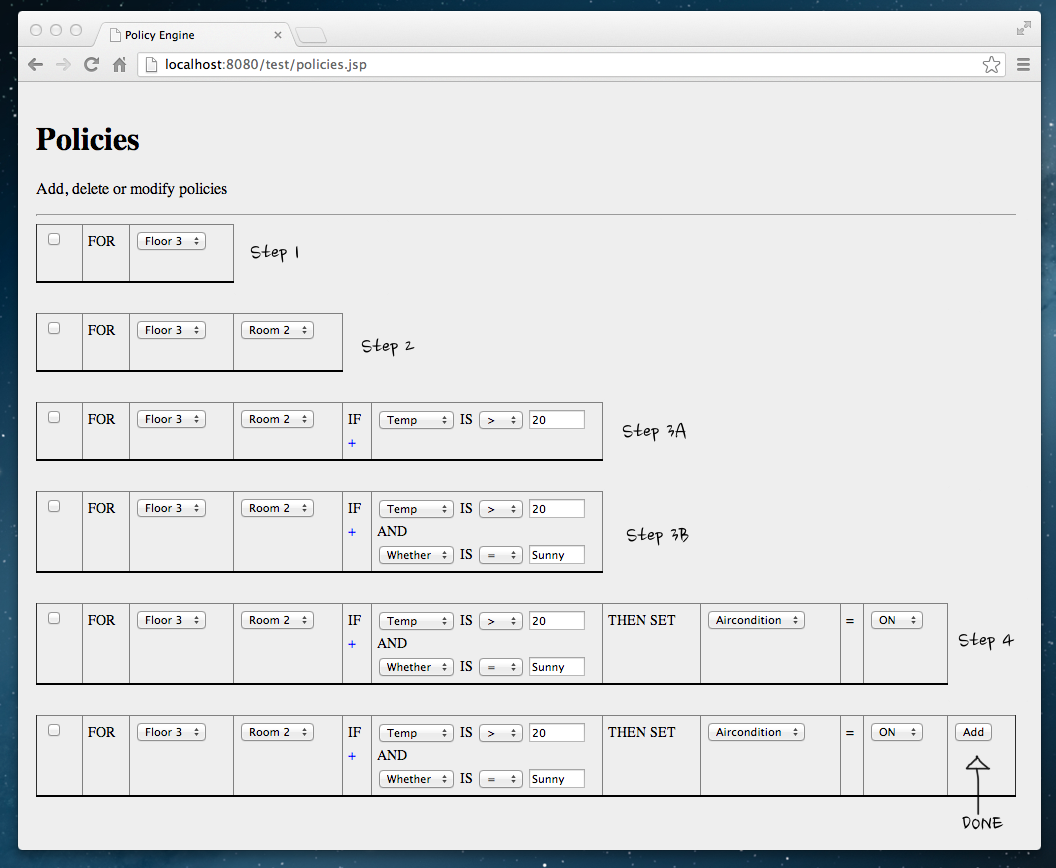 Policy Engine
localhost:8080/test/policies.jsp
Policies
Add, delete or modify policies
FOR Floor 3 Step 1
FOR Floor 3 Room 2 Step 2
FOR Floor 3 Room 2 IF Temp IS > 20
+ Step 3A
FOR Floor 3 Room 2 IF Temp IS > 20
+ AND Step 3B
Whether IS = Sunny
FOR Floor 3 Room 2 IF Temp IS > 20 THEN SET Aircondition = ON
+ AND Step 4
Whether IS = Sunny
FOR Floor 3 Room 2 IF Temp IS > 20 THEN SET Aircondition = ON Add
+ AND
Whether IS = Sunny
DONE